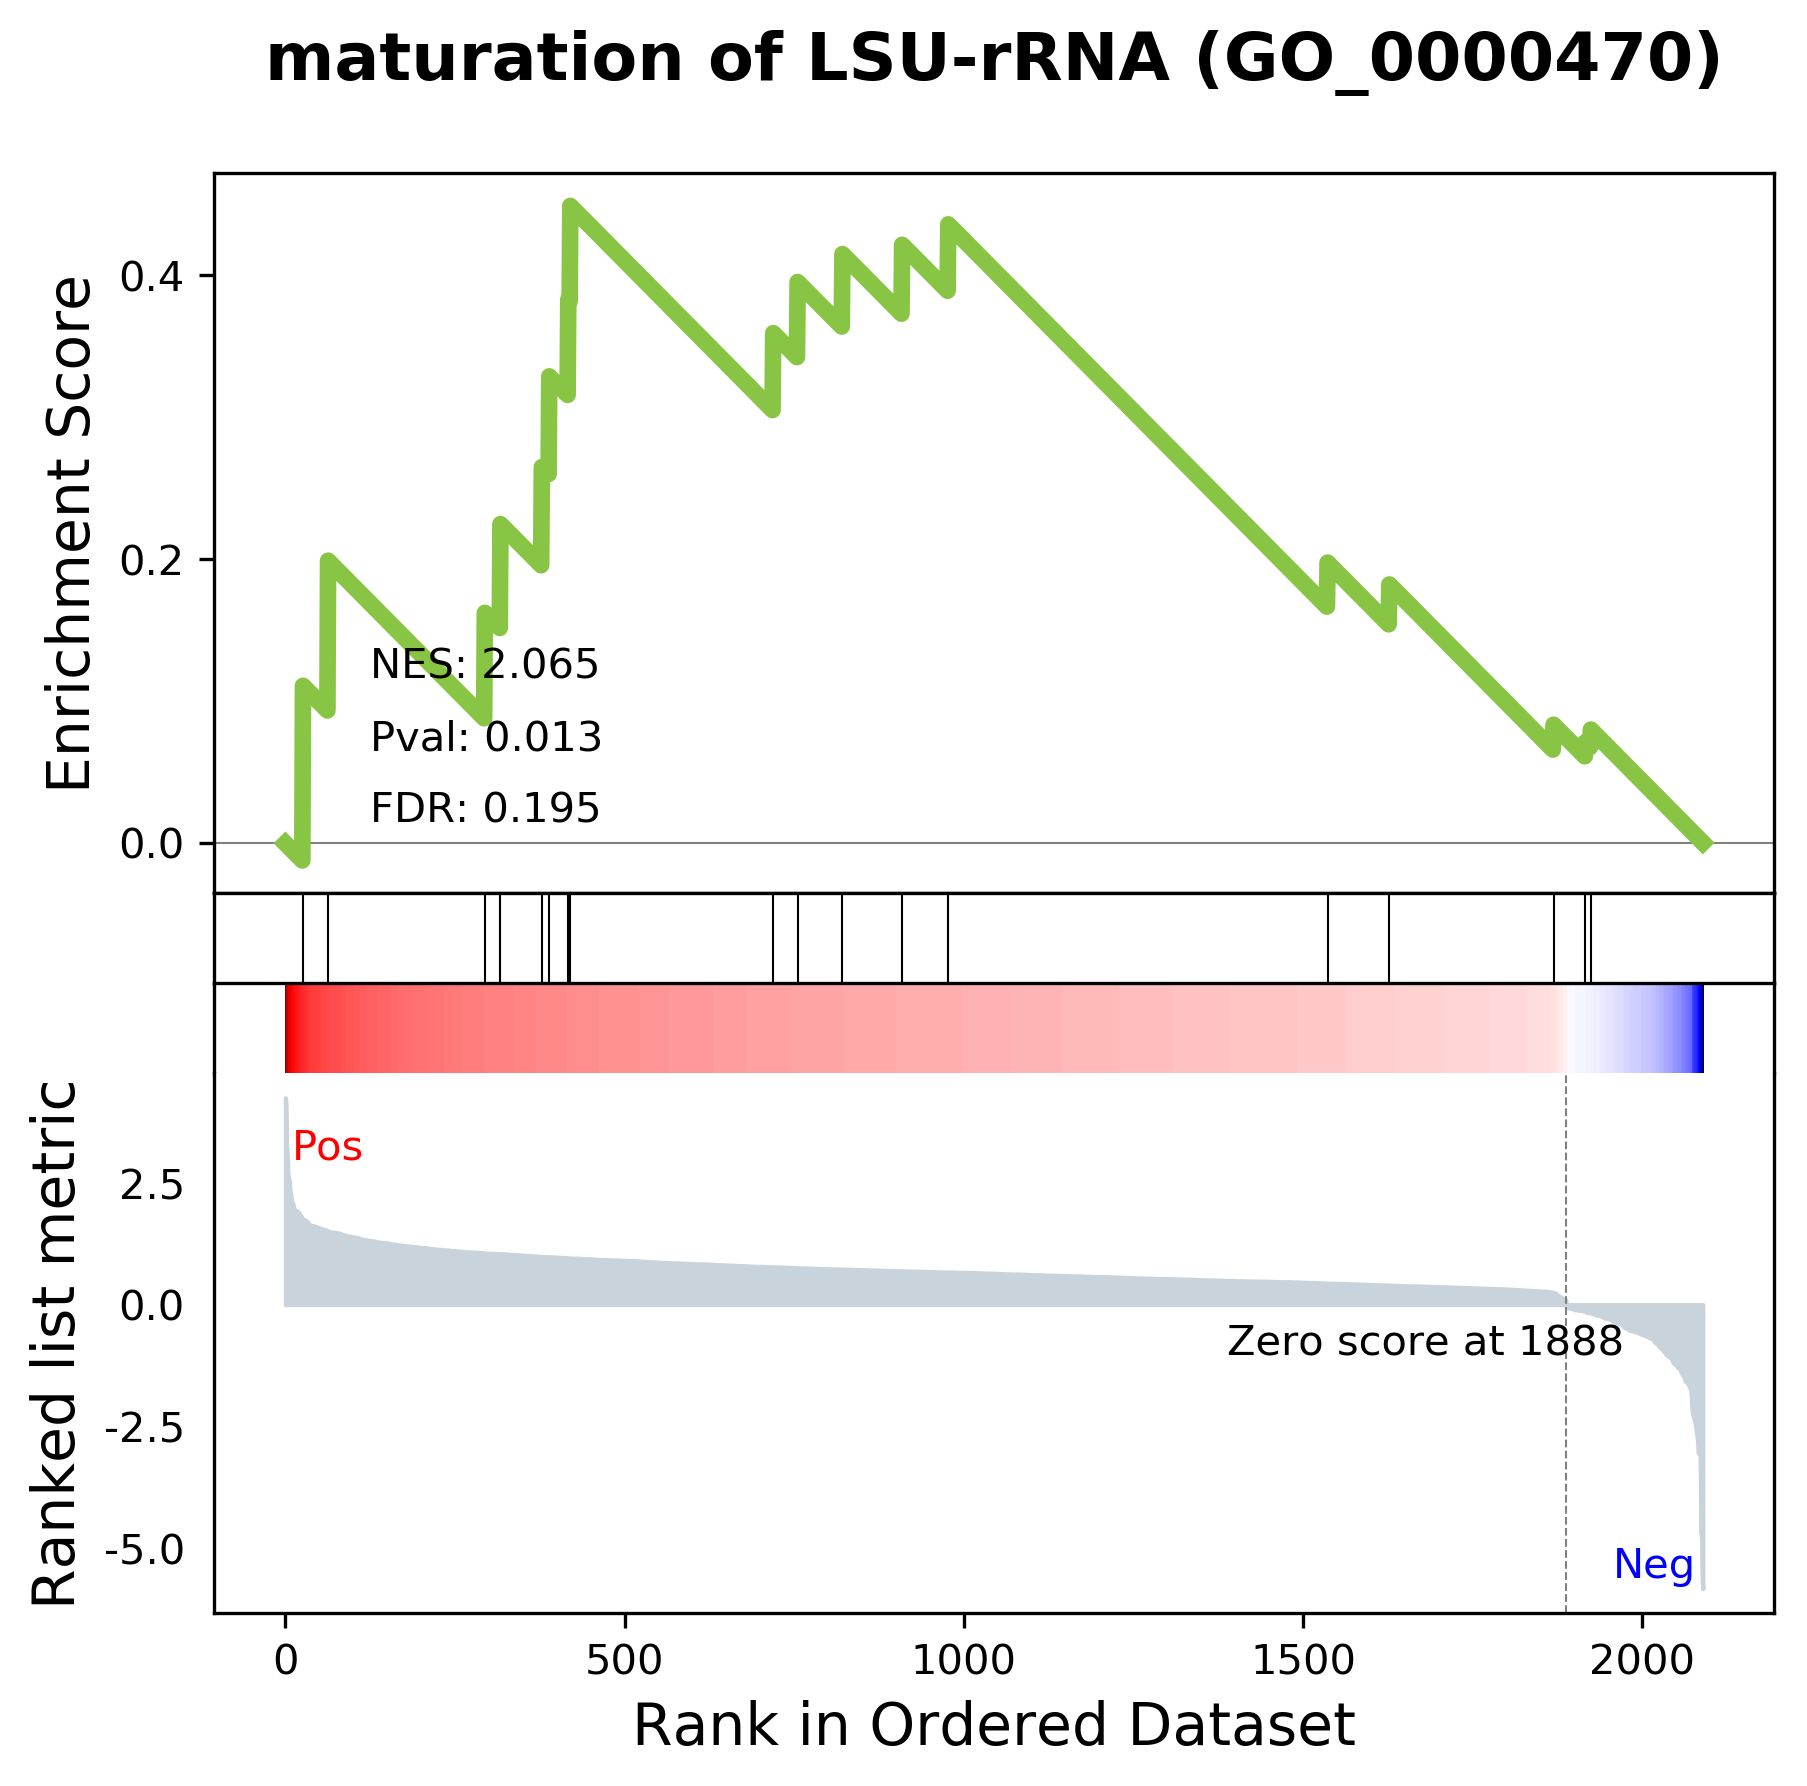 maturation of LSU-rRNA (GO_0000470)
Enrichment Score
0.4
0.2
0.0
NES: 2.065
Pval: 0.013
FDR: 0.195
Ranked list metric
Pos
2.5
0.0
-2.5
-5.0
Zero score at 1888
Neg
0 500 1000 1500 2000
Rank in Ordered Dataset